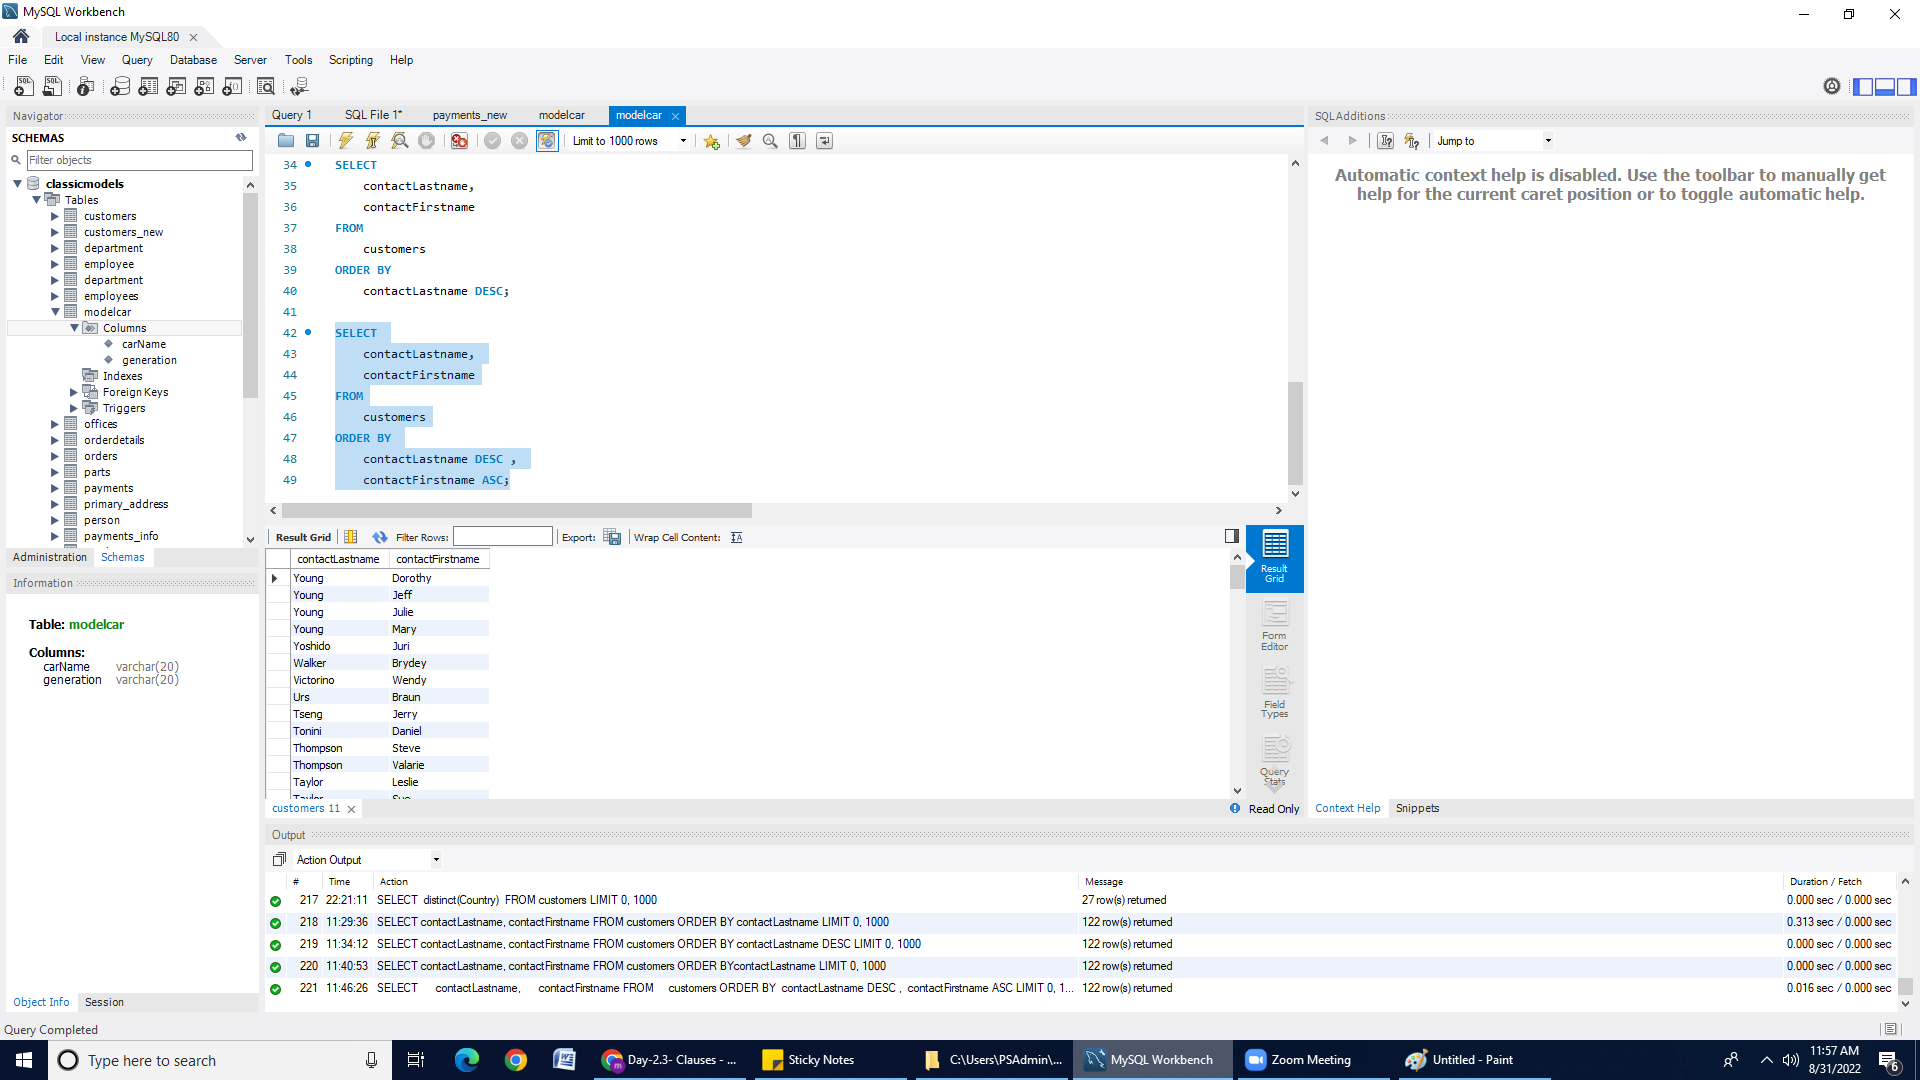 MySQL Workbench
Local instance MySQL80
File Edit View Query Database Server Tools Scripting Help
Navigator
SCHEMAS
Filter objects
classicmodels
Tables
customers
customers_new
department
employee
department
employees
modelcar
Columns
carName
generation
Indexes
Foreign Keys
Triggers
offices
orderdetails
orders
parts
payments
primary_address
person
payments_info
Administration Schemas
Information
Table: modelcar
Columns:
carName varchar(20)
generation varchar(20)
Object Info Session
Query 1 SQL File 1* payments_new modelcar modelcar
Limit to 1000 rows
34 SELECT
35 contactLastname,
36 contactFirstname
37 FROM
38 customers
39 ORDER BY
40 contactLastname DESC;
41
42 SELECT
43 contactLastname,
44 contactFirstname
45 FROM
46 customers
47 ORDER BY
48 contactLastname DESC ,
49 contactFirstname ASC;
Result Grid Filter Rows: Export: Wrap Cell Content:
contactLastname contactFirstname
Young Dorothy
Young Jeff
Young Julie
Young Mary
Yoshido Juri
Walker Brydey
Victorino Wendy
Urs Braun
Tseng Jerry
Tonini Daniel
Thompson Steve
Thompson Valarie
Taylor Leslie
Taylor Sue
Result
Grid
Form
Editor
Field
Types
Query
Stats
customers 11
Read Only
SQLAdditions
Jump to
Automatic context help is disabled. Use the toolbar to manually get
help for the current caret position or to toggle automatic help.
Context Help Snippets
Output
Action Output
# Time Action Message Duration / Fetch
217 22:21:11 SELECT distinct(Country) FROM customers LIMIT 0, 1000 27 row(s) returned 0.000 sec / 0.000 sec
218 11:29:36 SELECT contactLastname, contactFirstname FROM customers ORDER BY contactLastname LIMIT 0, 1000 122 row(s) returned 0.313 sec / 0.000 sec
219 11:34:12 SELECT contactLastname, contactFirstname FROM customers ORDER BY contactLastname DESC LIMIT 0, 1000 122 row(s) returned 0.000 sec / 0.000 sec
220 11:40:53 SELECT contactLastname, contactFirstname FROM customers ORDER BYcontactLastname LIMIT 0, 1000 122 row(s) returned 0.000 sec / 0.000 sec
221 11:46:26 SELECT contactLastname, contactFirstname FROM customers ORDER BY contactLastname DESC , contactFirstname ASC LIMIT 0, 1... 122 row(s) returned 0.016 sec / 0.000 sec
Query Completed
Type here to search
Day-2.3- Clauses - ...
Sticky Notes
C:\Users\PSAdmin\...
MySQL Workbench
Zoom Meeting
Untitled - Paint
11:57 AM
8/31/2022
6